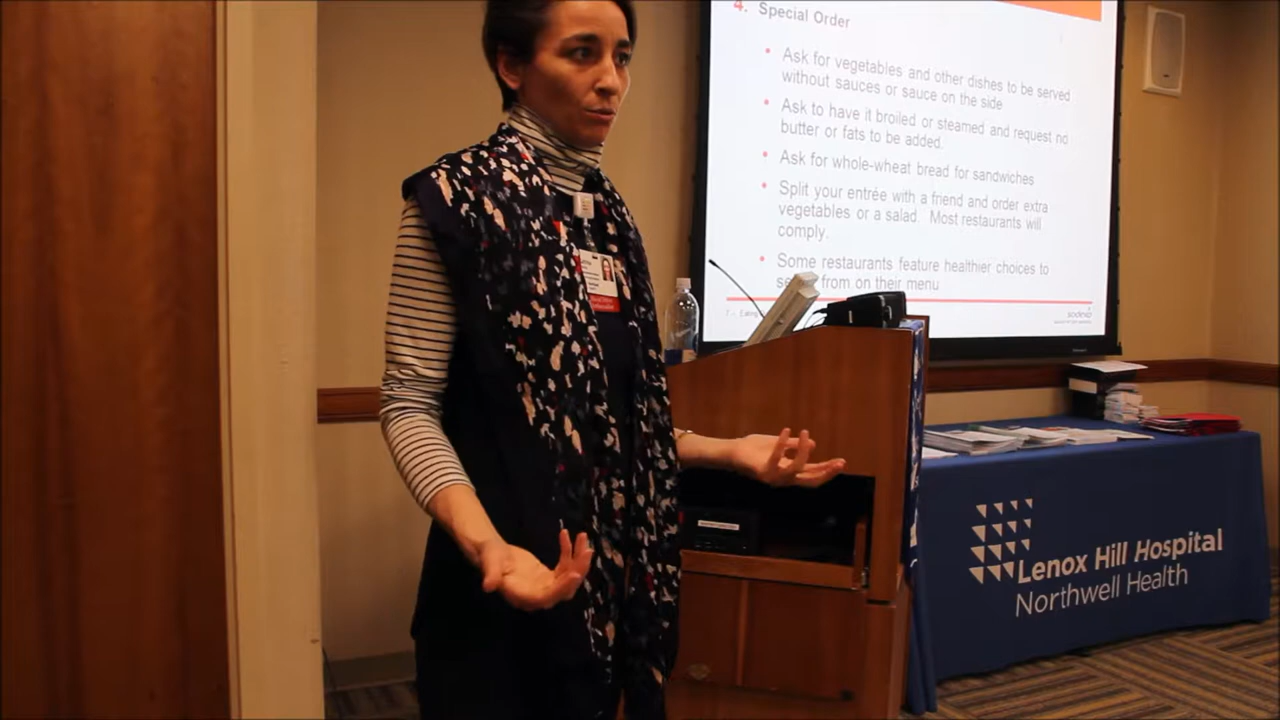 4. Special Order
• Ask for vegetables and other dishes to be served
without sauces or sauce on the side
• Ask to have it broiled or steamed and request no
butter or fats to be added.
• Ask for whole-wheat bread for sandwiches
• Split your entrée with a friend and order extra
vegetables or a salad. Most restaurants will
comply.
• Some restaurants feature healthier choices to
from on their menu
7 - Eating
sodexo
Lenox Hill Hospital
Northwell Health